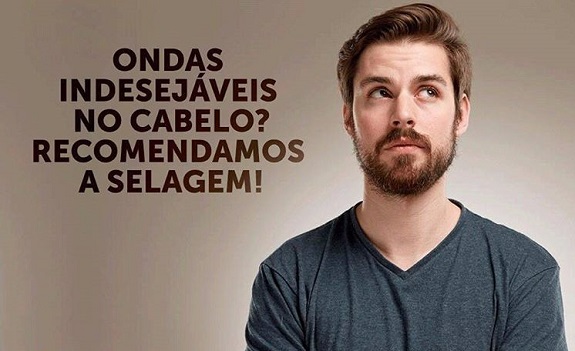 ONDAS
INDESEJÁVEIS
NO CABELO?
RECOMENDAMOS
A SELAGEM!